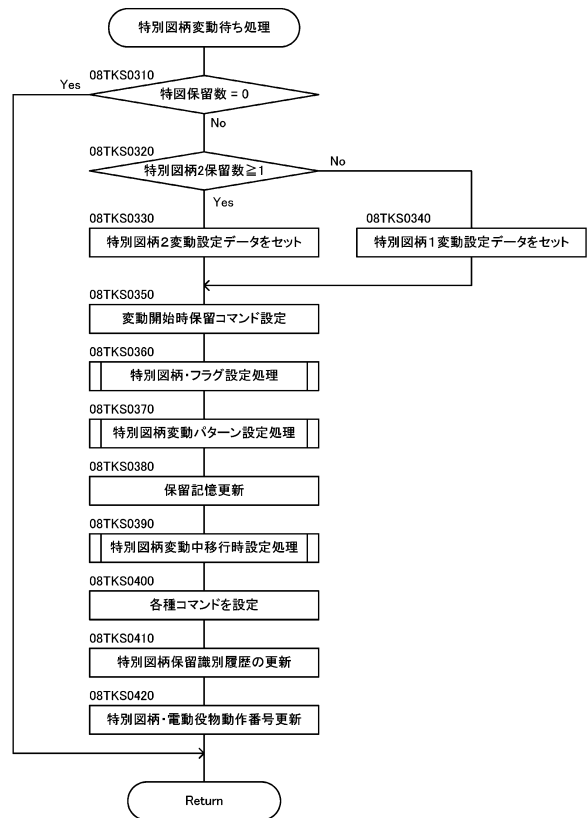 特別図柄変動待ち処理
08TKS0310
Yes
特図保留数 = 0
No
08TKS0320
特別図柄2保留数≧1
No
Yes
08TKS0330
特別図柄2変動設定データをセット
08TKS0340
特別図柄1変動設定データをセット
08TKS0350
変動開始時保留コマンド設定
08TKS0360
特別図柄・フラグ設定処理
08TKS0370
特別図柄変動パターン設定処理
08TKS0380
保留記憶更新
08TKS0390
特別図柄変動中移行時設定処理
08TKS0400
各種コマンドを設定
08TKS0410
特別図柄保留識別履歴の更新
08TKS0420
特別図柄・電動役物動作番号更新
Return